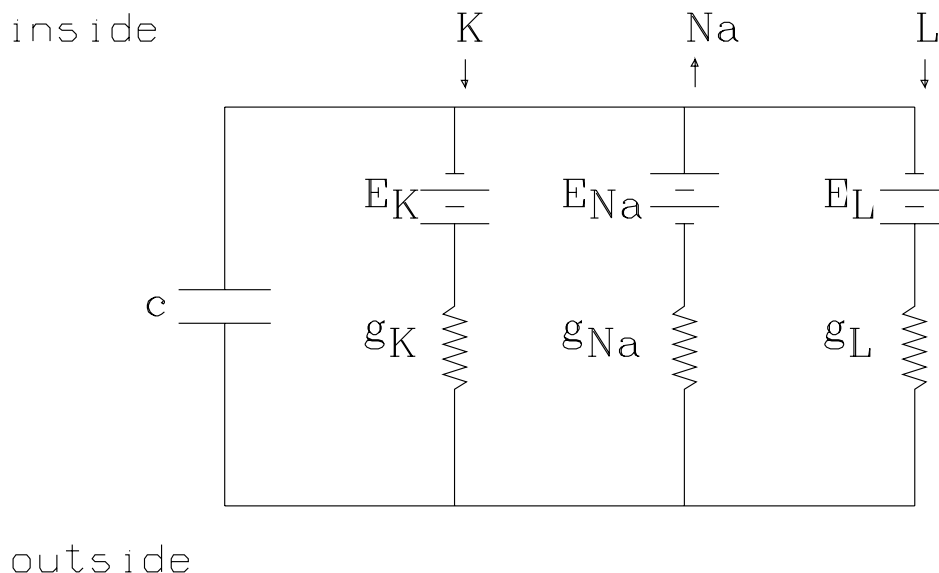 inside K Na L
E_K E_Na E_L
c g_K g_Na g_L
outside